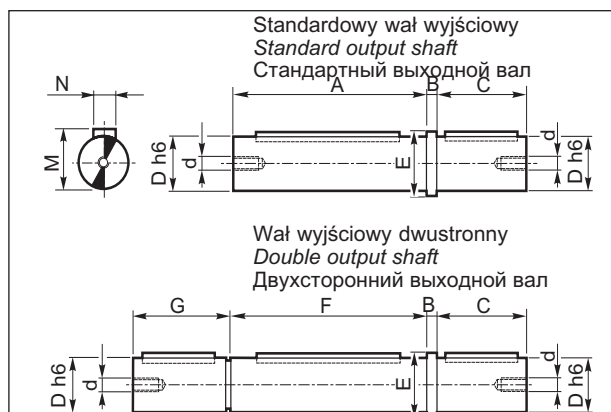 Standardowy wał wyjściowy
Standard output shaft
Стандартный выходной вал
N
A
B
C
M
D h6
d
E
d
D h6
Wał wyjściowy dwustronny
Double output shaft
Двухсторонний выходной вал
G
F
B
C
D h6
d
E
d
D h6